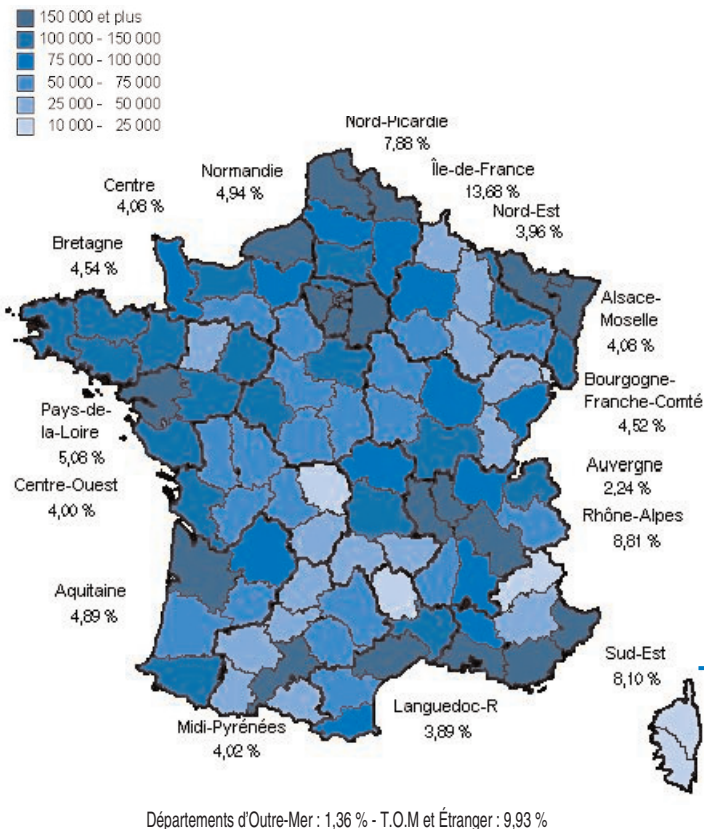 150 000 et plus
100 000 - 150 000
75 000 - 100 000
50 000 - 75 000
25 000 - 50 000
10 000 - 25 000
Nord-Picardie
7,88 %
Normandie
4,94 %
Île-de-France
13,68 %
Centre
4,08 %
Nord-Est
3,96 %
Bretagne
4,54 %
Alsace-
Moselle
4,08 %
Bourgogne-
Franche-Comté
4,52 %
Pays-de-
la-Loire
5,08 %
Auvergne
2,24 %
Centre-Ouest
4,00 %
Rhône-Alpes
8,81 %
Aquitaine
4,89 %
Sud-Est
8,10 %
Languedoc-R
3,89 %
Midi-Pyrénées
4,02 %
Départements d'Outre-Mer : 1,36 % - T.O.M et Étranger : 9,93 %